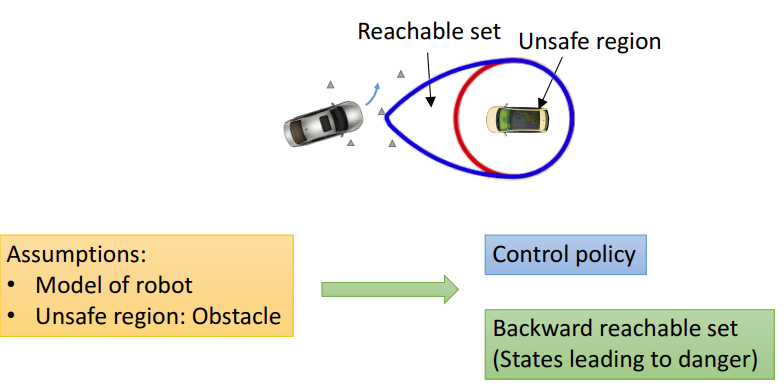 Reachable set
Unsafe region
Assumptions:
• Model of robot
• Unsafe region: Obstacle
Control policy
Backward reachable set
(States leading to danger)